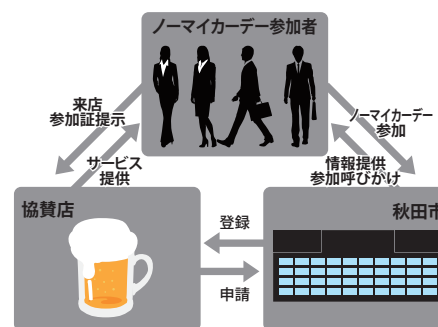 ノーマイカーデー参加者
来店
参加証提示
ノーマイカーデー
参加
サービス
提供
情報提供
参加呼びかけ
協賛店
秋田市
登録
申請